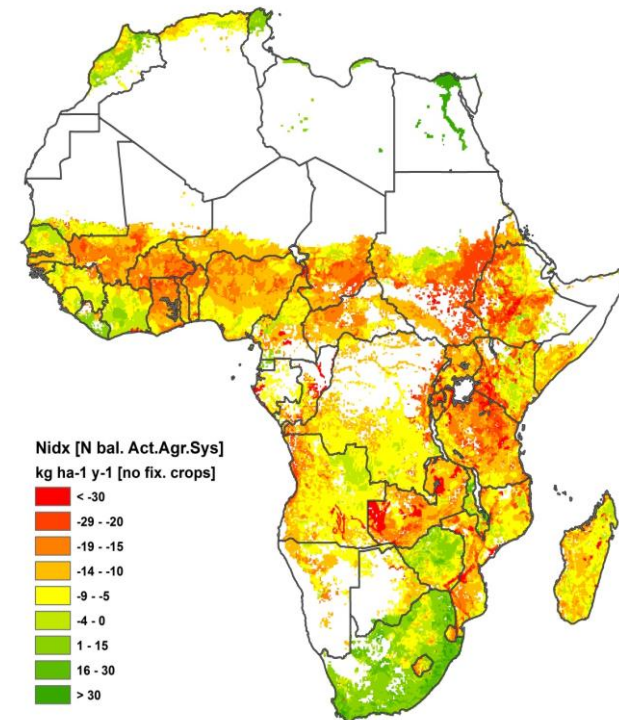 Nidx [N bal. Act.Agr.Sys]
kg ha-1 y-1 [no fix. crops]
< -30
-29 - -20
-19 - -15
-14 - -10
-9 - -5
-4 - 0
1 - 15
16 - 30
> 30